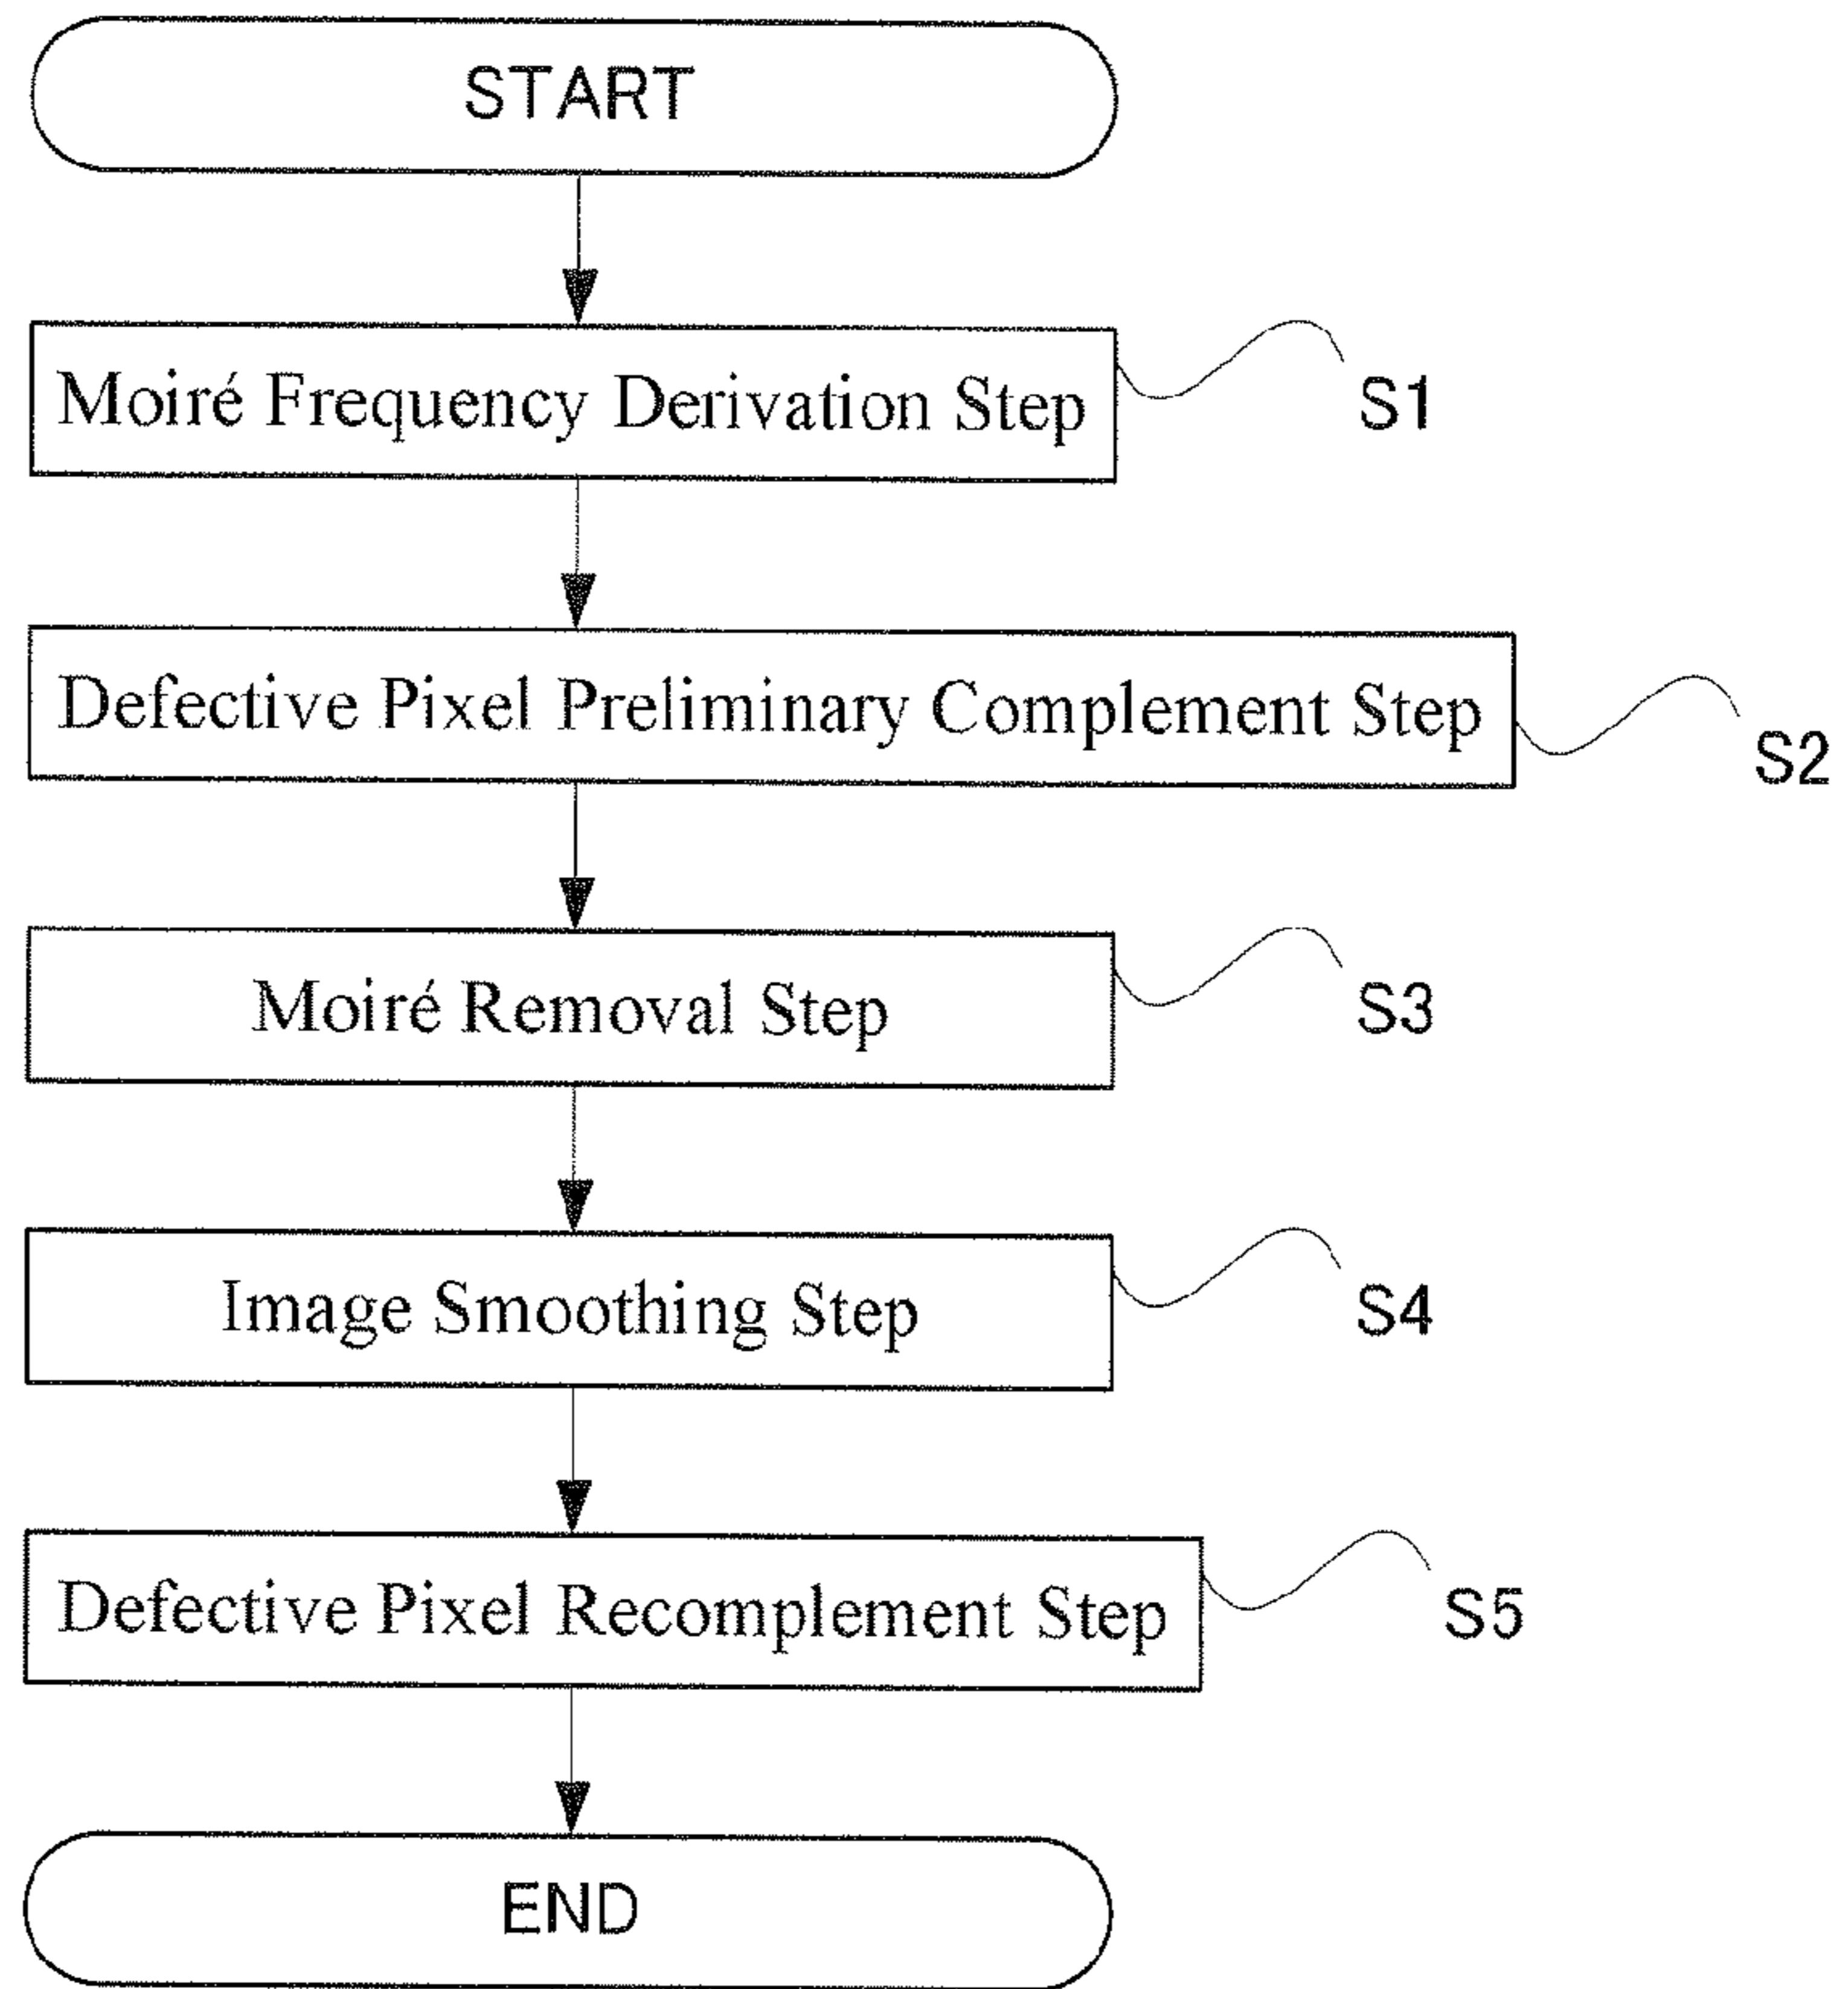 START
Moiré Frequency Derivation Step
S1
Defective Pixel Preliminary Complement Step
S2
Moiré Removal Step
S3
Image Smoothing Step
S4
Defective Pixel Recomplement Step
S5
END